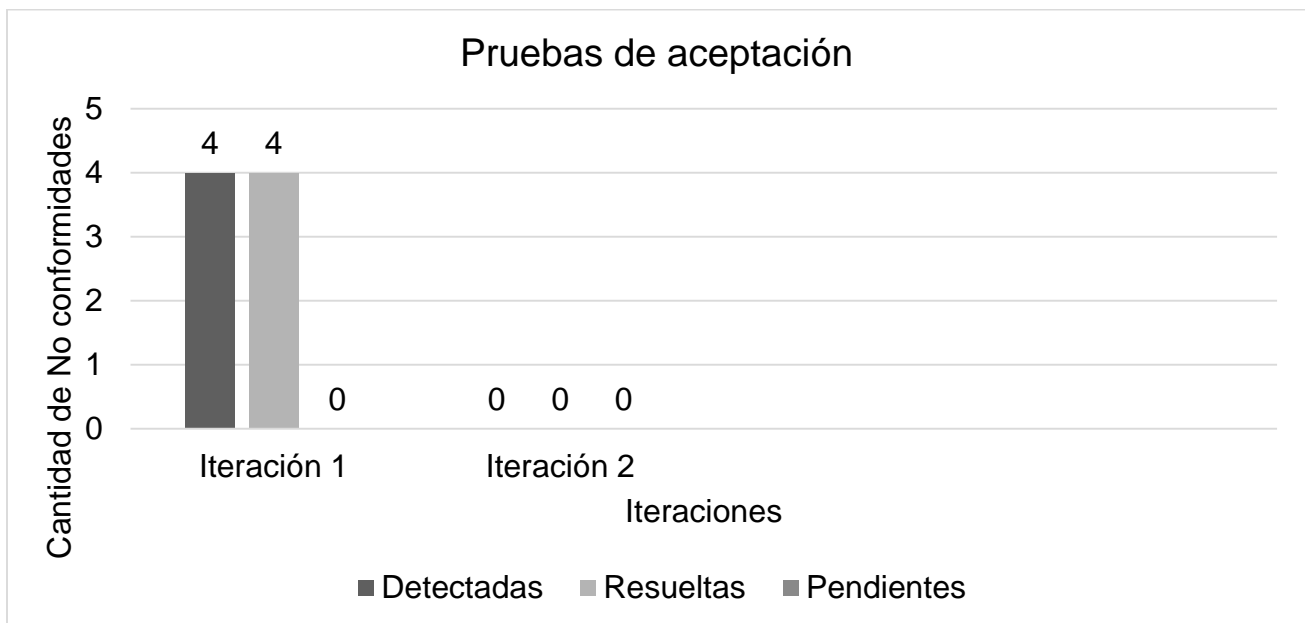 Pruebas de aceptación
Cantidad de No conformidades
5
4
3
2
1
0
4 4 0
0 0 0
Iteración 1 Iteración 2
Iteraciones
Detectadas Resueltas Pendientes